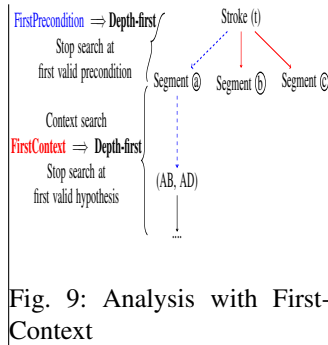 FirstPrecondition ⇒ Depth-first
Stop search at
first valid precondition
Stroke (t)
Segment ⓐ Segment ⓑ Segment ⓒ
Context search
FirstContext ⇒ Depth-first
Stop search at
first valid hypothesis
(AB, AD)
....
Fig. 9: Analysis with First-
Context